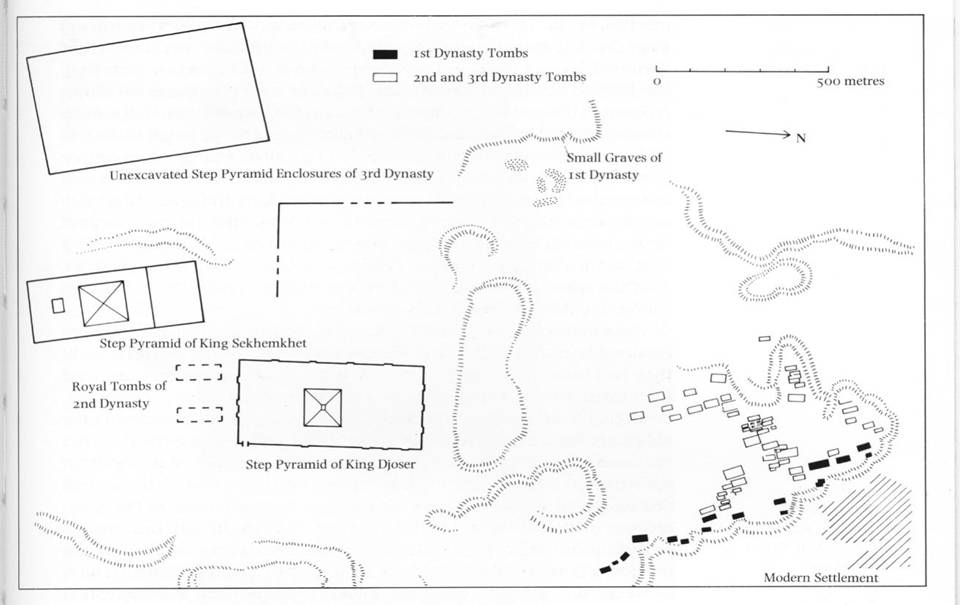 1st Dynasty Tombs
2nd and 3rd Dynasty Tombs
0
500 metres
N
Small Graves of
1st Dynasty
Unexcavated Step Pyramid Enclosures of 3rd Dynasty
Step Pyramid of King Sekhemkhet
Royal Tombs of
2nd Dynasty
Step Pyramid of King Djoser
Modern Settlement